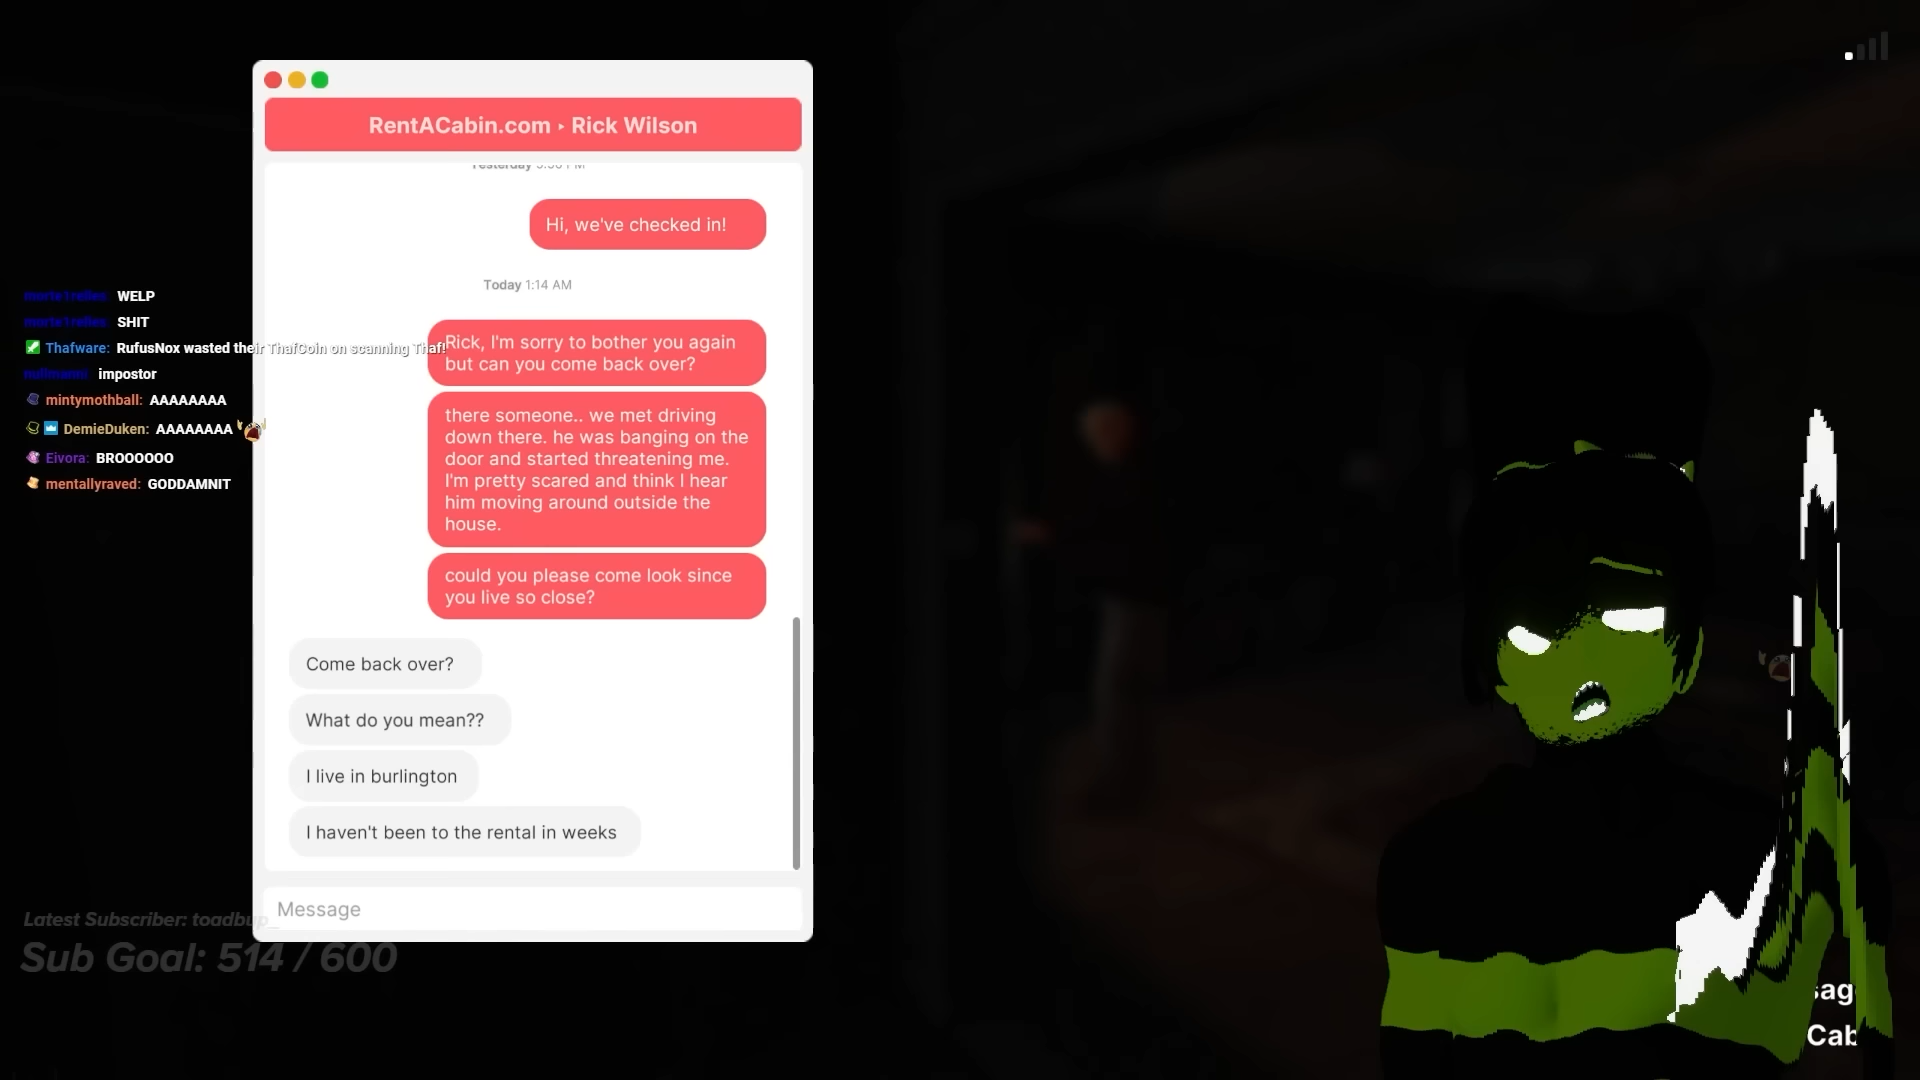 RentACabin.com ▸ Rick Wilson
Yesterday
Hi, we've checked in!
Today 1:14 AM
Rick, I'm sorry to bother you again
but can you come back over?
there someone.. we met driving
down there. he was banging on the
door and started threatening me.
I'm pretty scared and think I hear
him moving around outside the
house.
could you please come look since
you live so close?
Come back over?
What do you mean??
I live in burlington
I haven't been to the rental in weeks
Message
WELP
SHIT
Thafware: RufusNox wasted their ThafCoin on scanning Thaf!
impostor
mintymothball: AAAAAAAA
DemieDuken: AAAAAAAA
Eivora: BROOOOOO
mentallyraved: GODDAMNIT
Latest Subscriber: toadbup_
Sub Goal: 514 / 600
sag
Cab